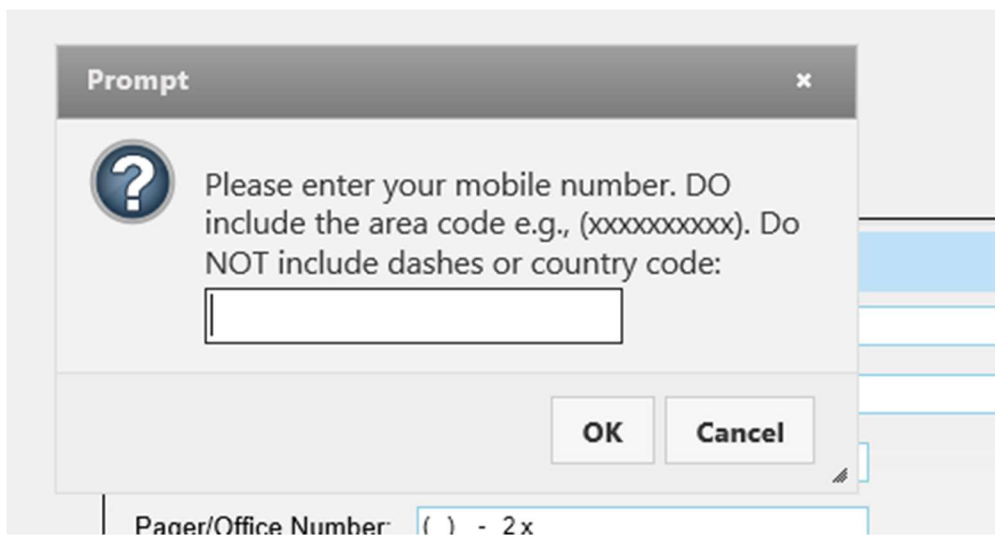 Prompt
Please enter your mobile number. DO
include the area code e.g., (xxxxxxxxxx). Do
NOT include dashes or country code:
OK Cancel
Pager/Office Number: ( ) - 2 x